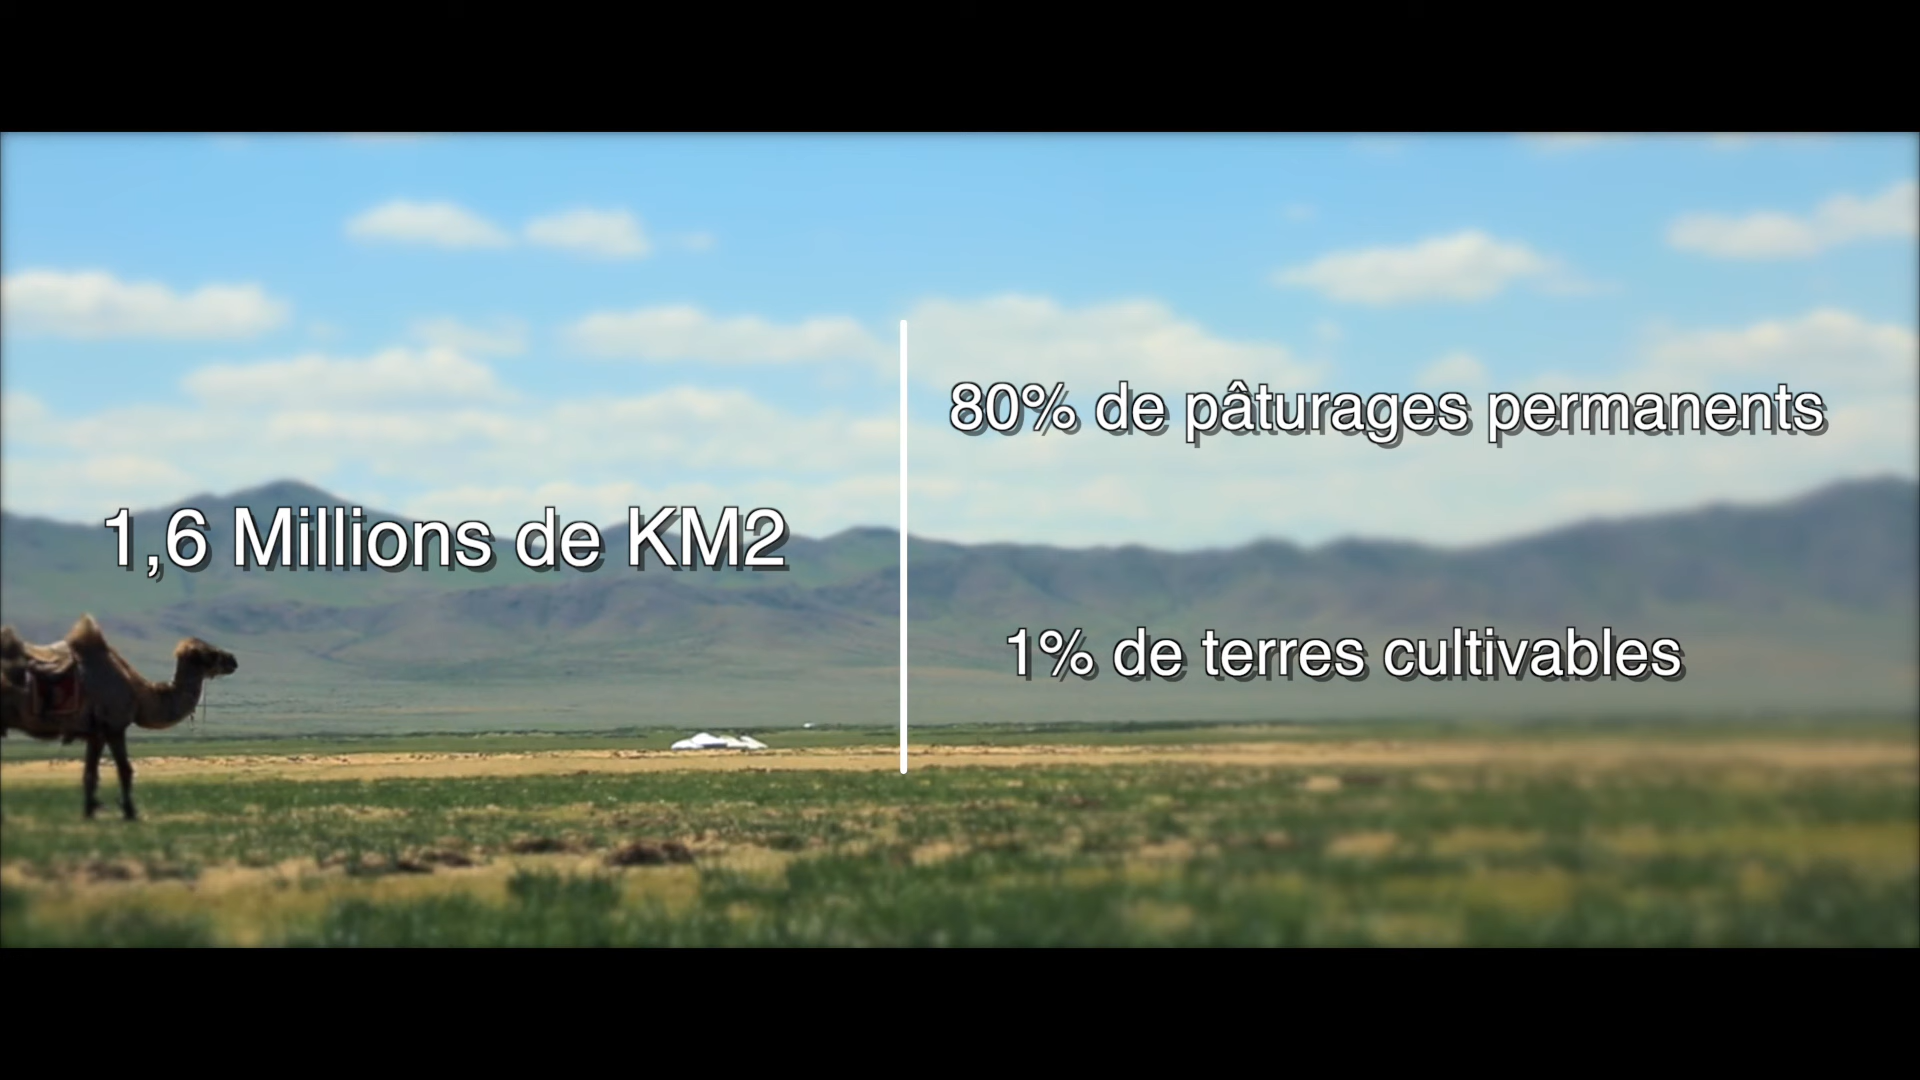 1,6 Millions de KM2
80% de pâturages permanents
1% de terres cultivables